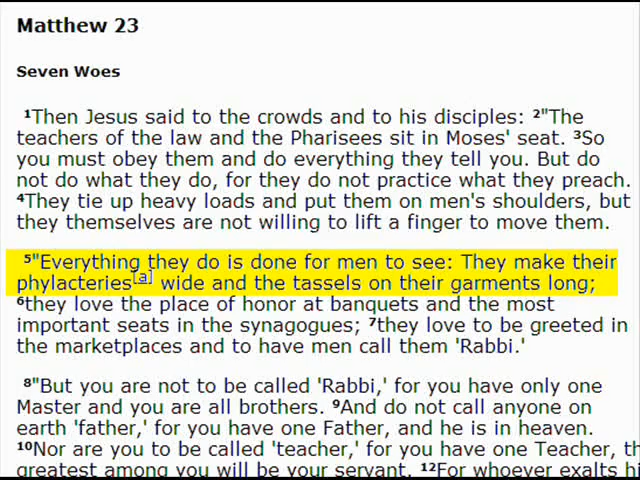 Matthew 23
Seven Woes
1Then Jesus said to the crowds and to his disciples: 2"The
teachers of the law and the Pharisees sit in Moses' seat. 3So
you must obey them and do everything they tell you. But do
not do what they do, for they do not practice what they preach.
4They tie up heavy loads and put them on men's shoulders, but
they themselves are not willing to lift a finger to move them.
5"Everything they do is done for men to see: They make their
phylacteries[a] wide and the tassels on their garments long;
6they love the place of honor at banquets and the most
important seats in the synagogues; 7they love to be greeted in
the marketplaces and to have men call them 'Rabbi.'
8"But you are not to be called 'Rabbi,' for you have only one
Master and you are all brothers. 9And do not call anyone on
earth 'father,' for you have one Father, and he is in heaven.
10Nor are you to be called 'teacher,' for you have one Teacher, th
greatest among you will be your servant. 12For whoever exalts hi